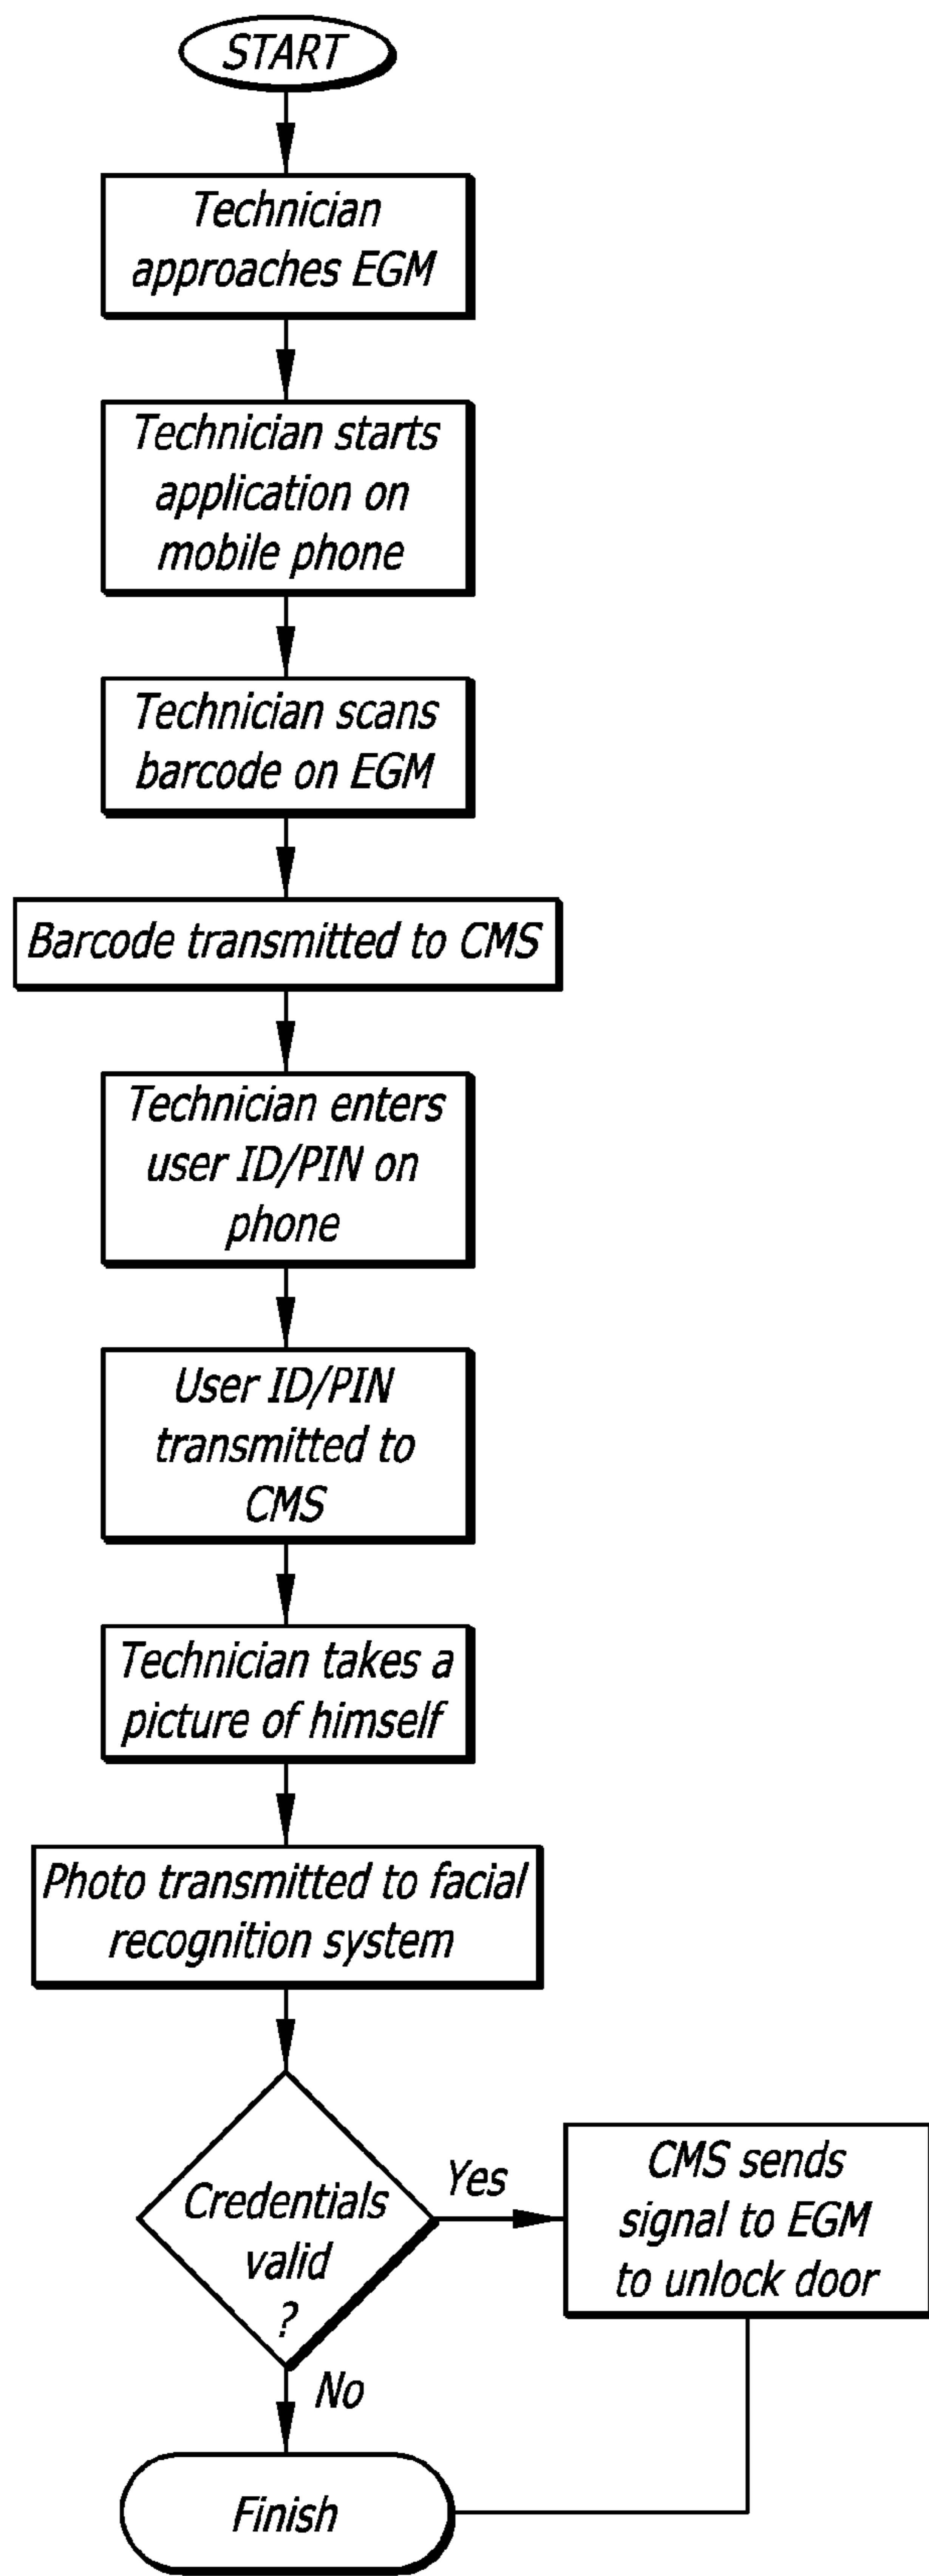 START
Technician
approaches EGM
Technician starts
application on
mobile phone
Technician scans
barcode on EGM
Barcode transmitted to CMS
Technician enters
user ID/PIN on
phone
User ID/PIN
transmitted to
CMS
Technician takes a
picture of himself
Photo transmitted to facial
recognition system
Credentials
valid
?
Yes
CMS sends
signal to EGM
to unlock door
No
Finish